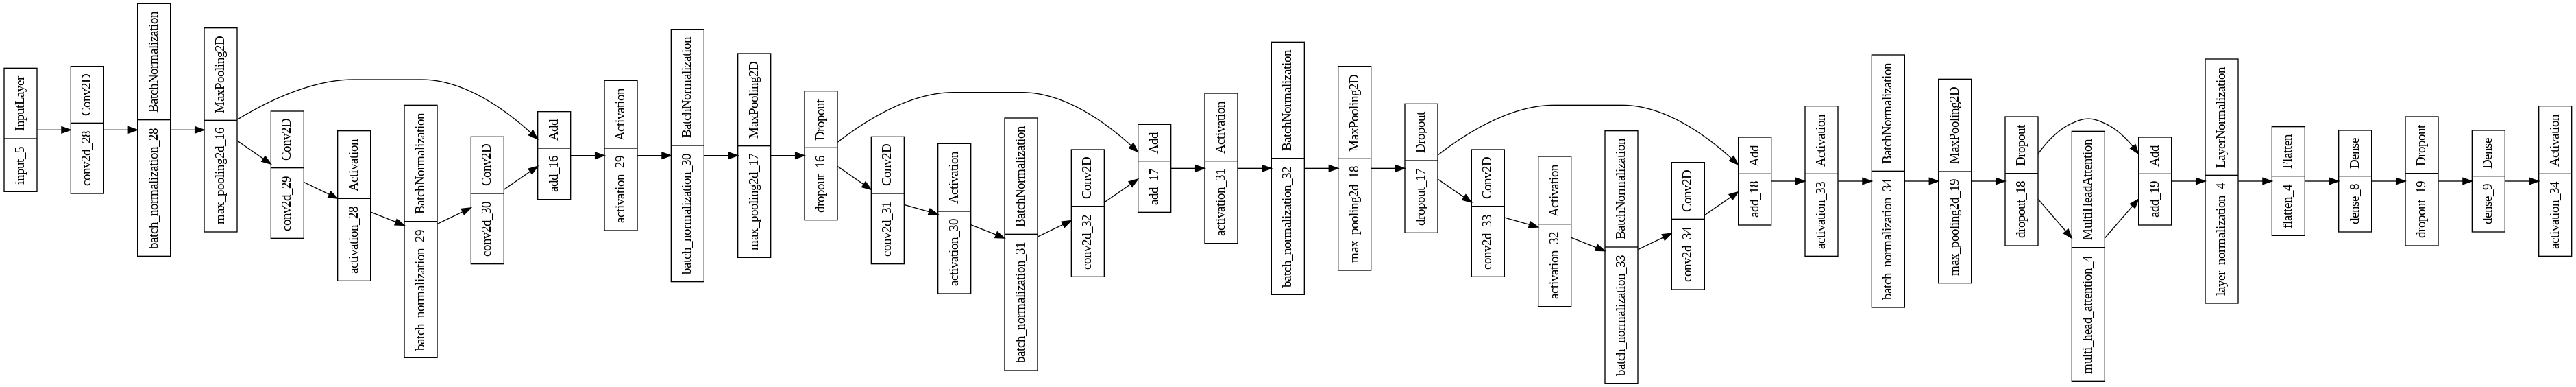 input_5 InputLayer
conv2d_28 Conv2D
batch_normalization_28 BatchNormalization
max_pooling2d_16 MaxPooling2D
conv2d_29 Conv2D
activation_28 Activation
batch_normalization_29 BatchNormalization
conv2d_30 Conv2D
add_16 Add
activation_29 Activation
batch_normalization_30 BatchNormalization
max_pooling2d_17 MaxPooling2D
dropout_16 Dropout
conv2d_31 Conv2D
activation_30 Activation
batch_normalization_31 BatchNormalization
conv2d_32 Conv2D
add_17 Add
activation_31 Activation
batch_normalization_32 BatchNormalization
max_pooling2d_18 MaxPooling2D
dropout_17 Dropout
conv2d_33 Conv2D
activation_32 Activation
batch_normalization_33 BatchNormalization
conv2d_34 Conv2D
add_18 Add
activation_33 Activation
batch_normalization_34 BatchNormalization
max_pooling2d_19 MaxPooling2D
dropout_18 Dropout
multi_head_attention_4 MultiHeadAttention
add_19 Add
layer_normalization_4 LayerNormalization
flatten_4 Flatten
dense_8 Dense
dropout_19 Dropout
dense_9 Dense
activation_34 Activation